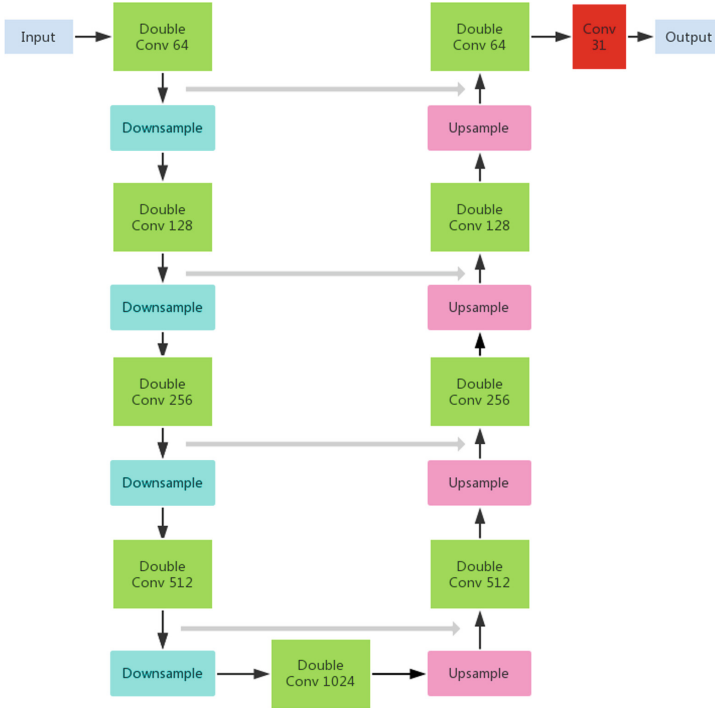 Input
Double
Conv 64
Double
Conv 64
Conv
31
Output
Downsample
Upsample
Double
Conv 128
Double
Conv 128
Downsample
Upsample
Double
Conv 256
Double
Conv 256
Downsample
Upsample
Double
Conv 512
Double
Conv 512
Downsample
Double
Conv 1024
Upsample